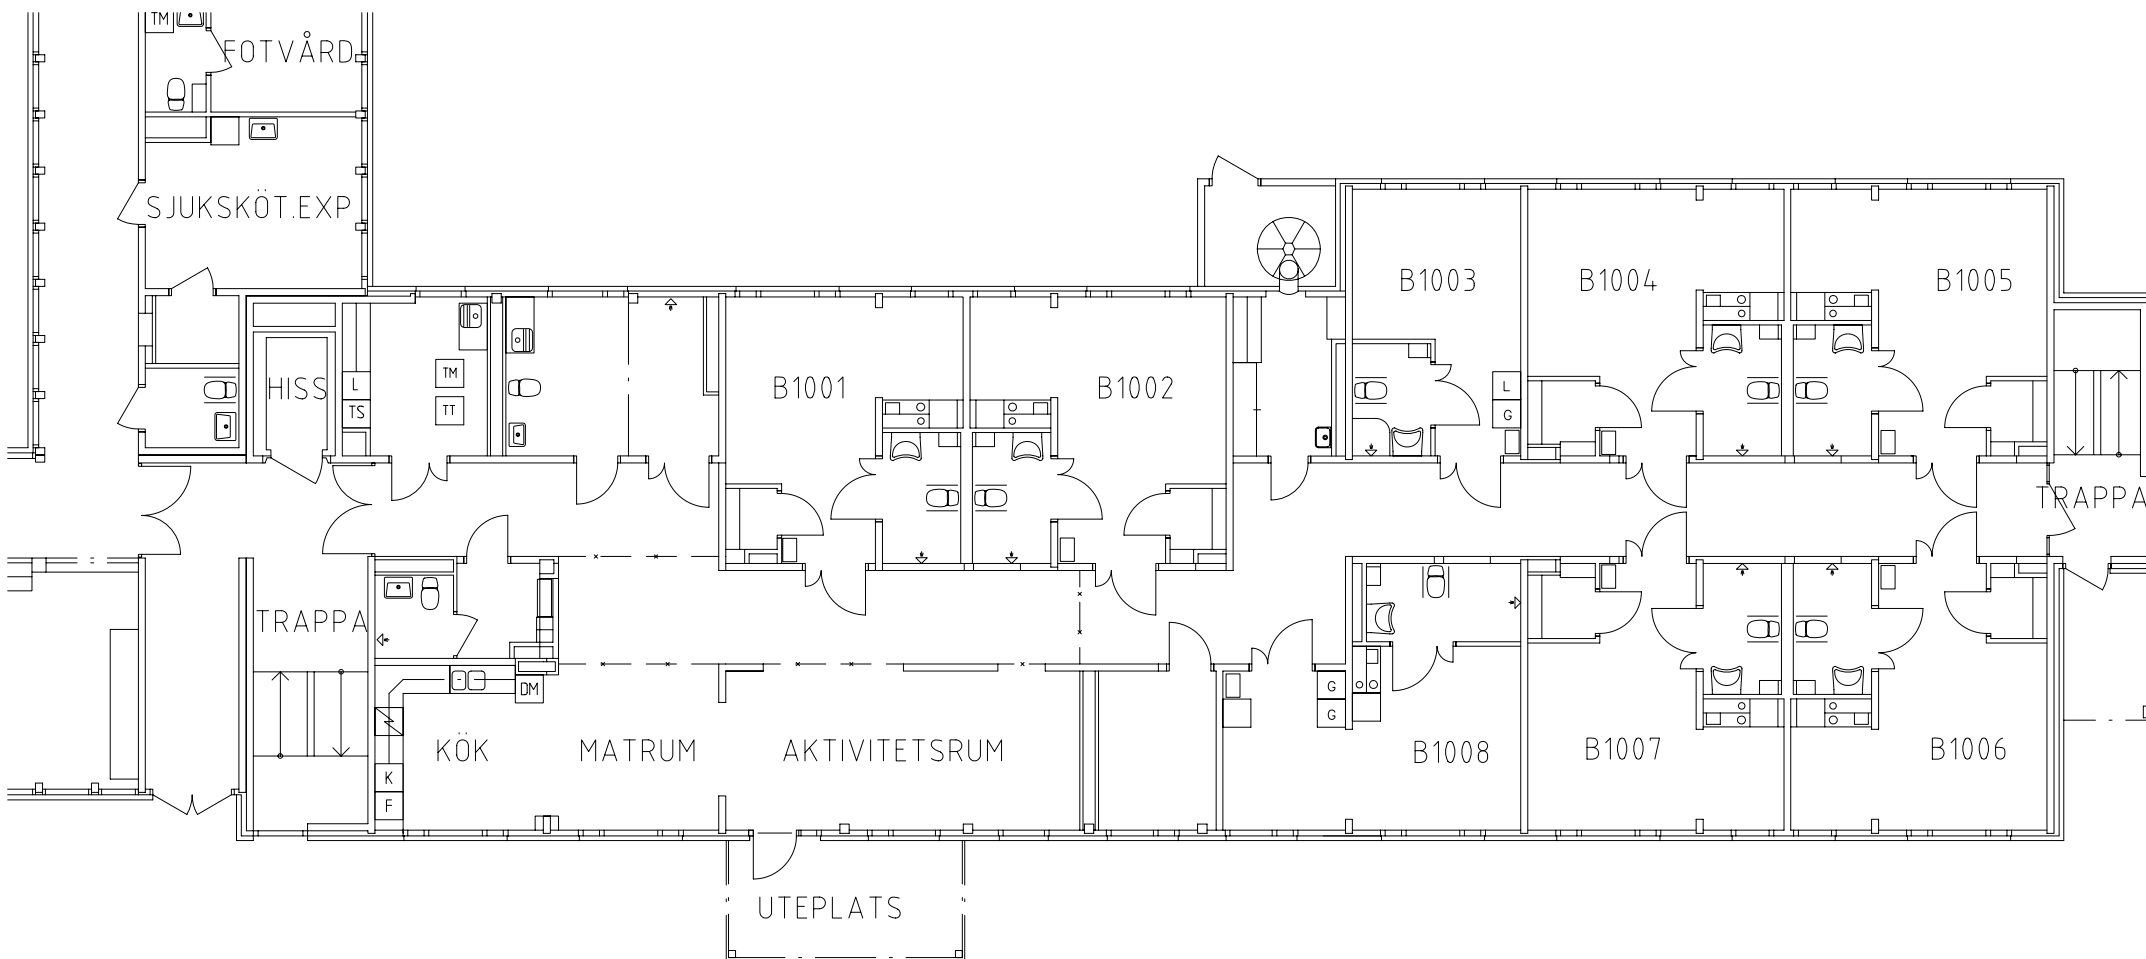 TM
FOTVÅRD
SJUKSKÖT.EXP
B1003
B1004
B1005
HISS
L
TS
TM
TT
B1001
B1002
L
G
TRAPPA
TRAPPA
DM
G
G
KÖK
MATRUM
AKTIVITETSRUM
B1008
B1007
B1006
K
F
UTEPLATS